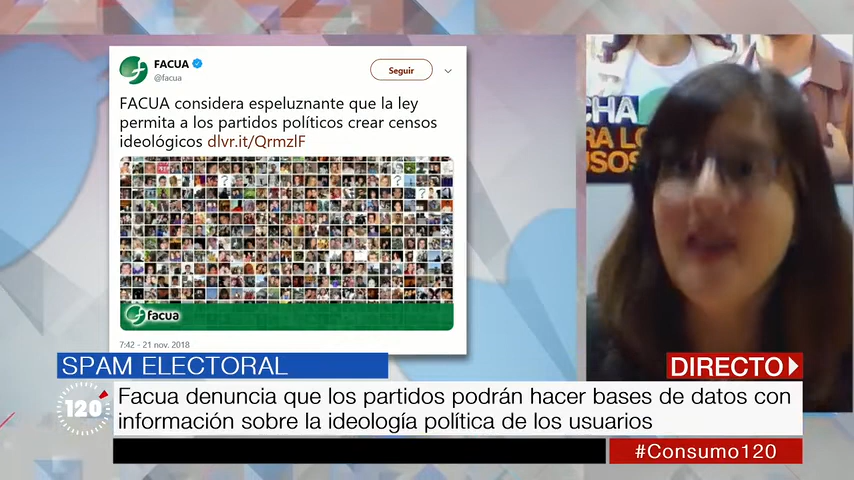 FACUA
@facua
Seguir
FACUA considera espeluznante que la ley
permita a los partidos políticos crear censos
ideológicos dlvr.it/QrmzlF
facua
7:42 - 21 nov. 2018
SPAM ELECTORAL
DIRECTO
120
Facua denuncia que los partidos podrán hacer bases de datos con
información sobre la ideología política de los usuarios
#Consumo120